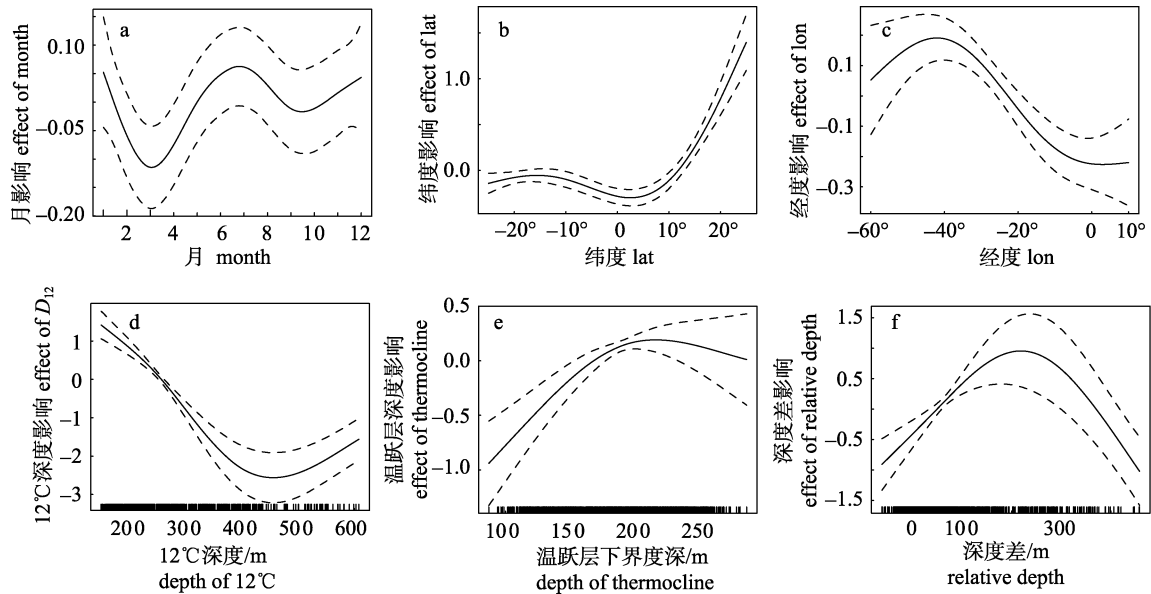 a
月影响 effect of month
0.10
−0.05
−0.20
2 4 6 8 10 12
月 month
b
纬度影响 effect of lat
1.0
0.0
−20° −10° 0 10° 20°
纬度 lat
c
经度影响 effect of lon
0.1
−0.1
−0.3
−60° −40° −20° 0 10°
经度 lon
d
12℃深度影响 effect of D12
1
0
−1
−2
−3
200 300 400 500 600
12℃深度/m
depth of 12℃
e
温跃层深度影响
effect of thermocline
0.5
0.0
−0.5
−1.0
100 150 200 250
温跃层下界度深/m
depth of thermocline
f
深度差影响
effect of relative depth
1.5
0.5
−0.5
−1.5
0 100 300
深度差/m
relative depth